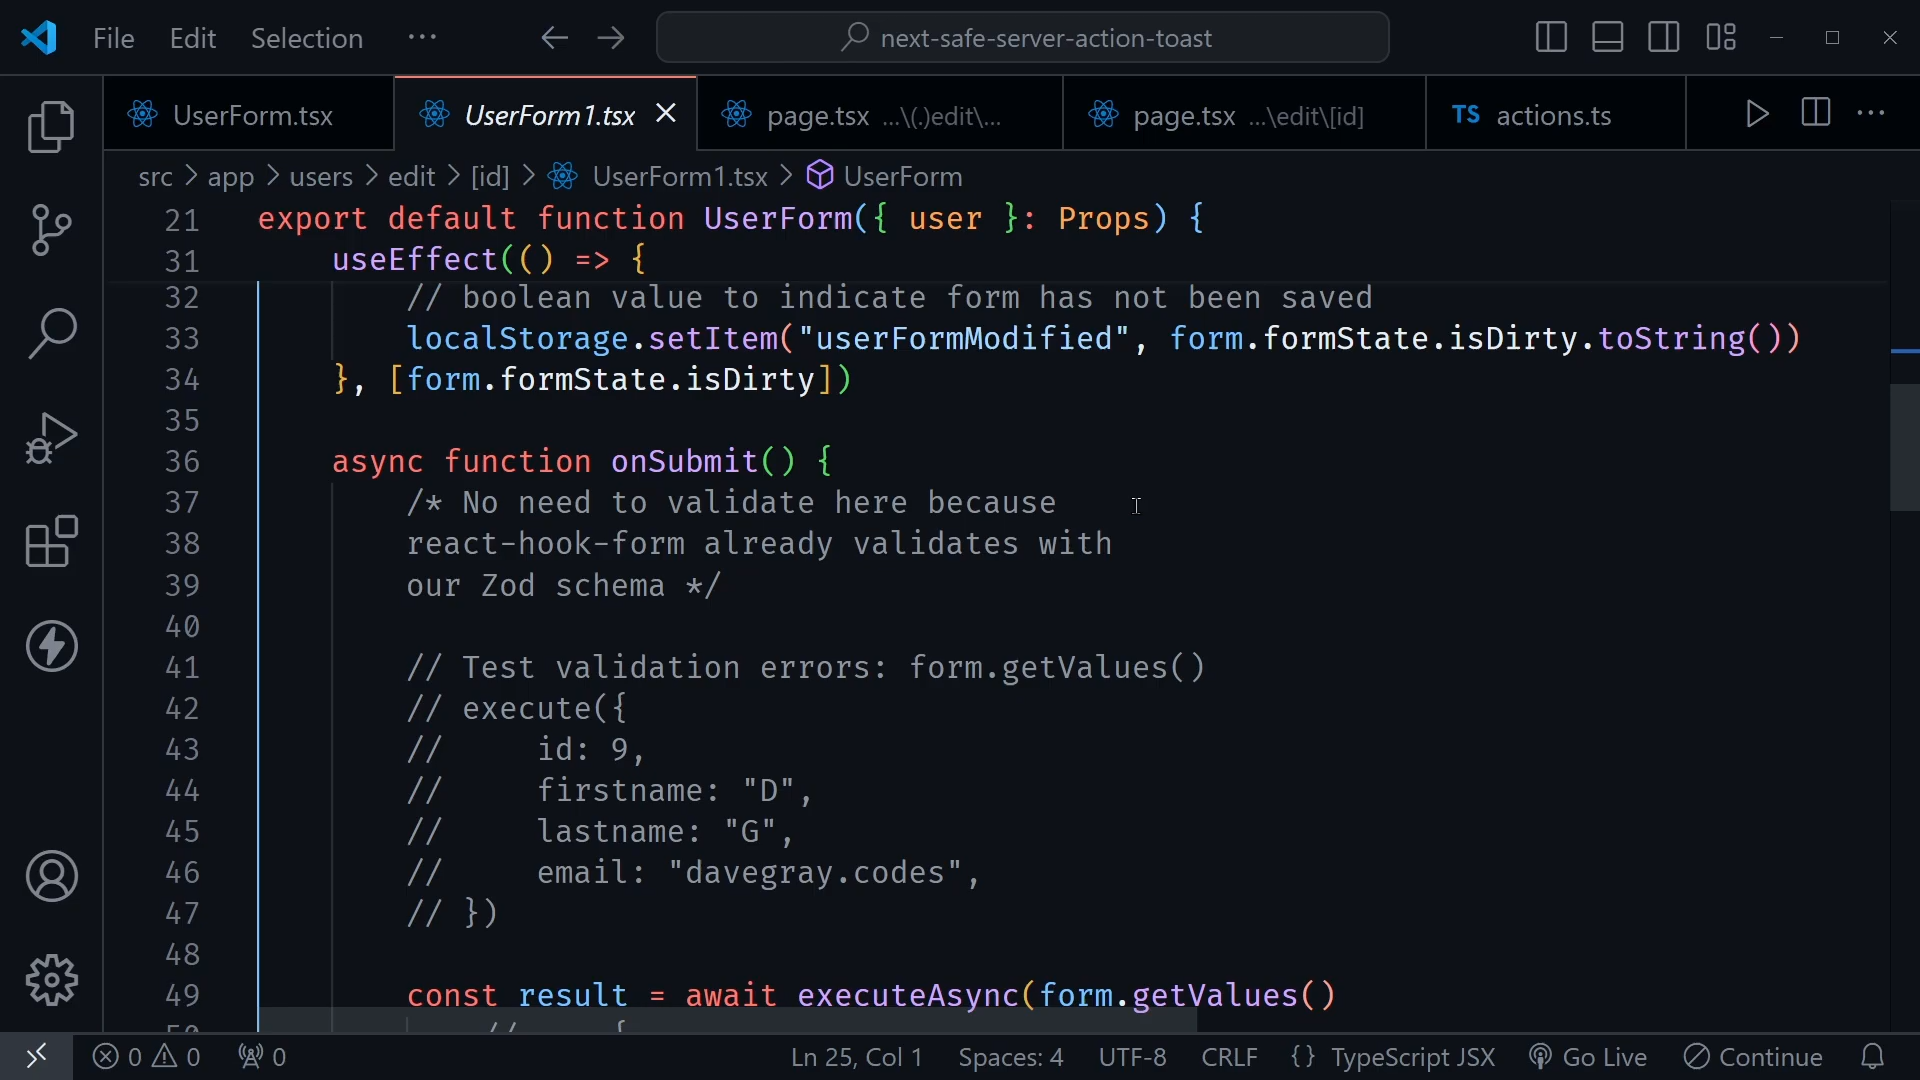 File Edit Selection ···
next-safe-server-action-toast
UserForm.tsx
UserForm1.tsx
page.tsx ...\(.)edit\...
page.tsx ...\edit\[id]
TS actions.ts
src > app > users > edit > [id] > UserForm1.tsx > UserForm
21 export default function UserForm({ user }: Props) {
31 useEffect(() => {
32 // boolean value to indicate form has not been saved
33 localStorage.setItem("userFormModified", form.formState.isDirty.toString())
34 }, [form.formState.isDirty])
35
36 async function onSubmit() {
37 /* No need to validate here because
38 react-hook-form already validates with
39 our Zod schema */
40
41 // Test validation errors: form.getValues()
42 // execute({
43 // id: 9,
44 // firstname: "D",
45 // lastname: "G",
46 // email: "davegray.codes",
47 // })
48
49 const result = await executeAsync(form.getValues()
0 0 0 Ln 25, Col 1 Spaces: 4 UTF-8 CRLF {} TypeScript JSX Go Live Continue